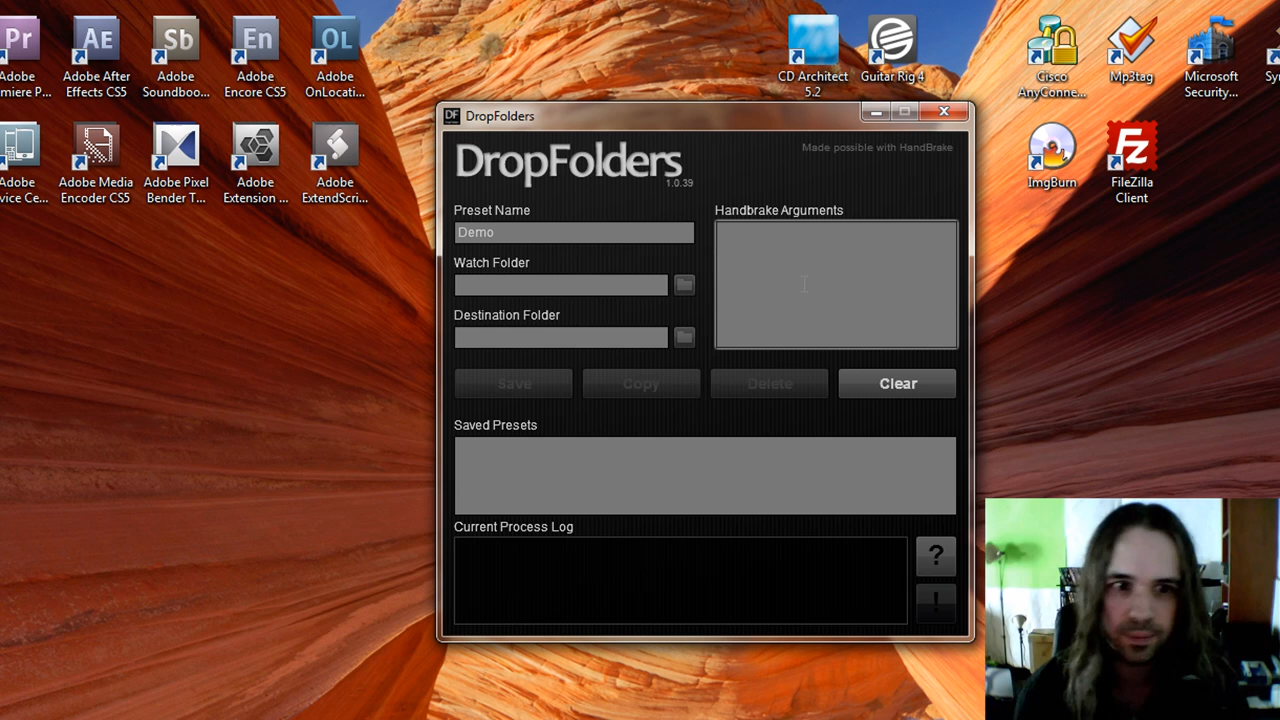 Pr
AE
Sb
En
OL
Adobe
miere P...
Adobe After
Effects CS5
Adobe
Soundboo...
Adobe
Encore CS5
Adobe
OnLocati...
CD Architect
5.2
Guitar Rig 4
Cisco
AnyConne...
Mp3tag
Microsoft
Security...
Adobe
vice Ce...
Adobe Media
Encoder CS5
Adobe Pixel
Bender T...
Adobe
Extension ...
Adobe
ExtendScri...
ImgBurn
Fz
FileZilla
Client
DF
DropFolders
DropFolders
1.0.39
Made possible with HandBrake
Preset Name
Demo
Watch Folder
Destination Folder
Handbrake Arguments
Save
Copy
Delete
Clear
Saved Presets
Current Process Log
?
!